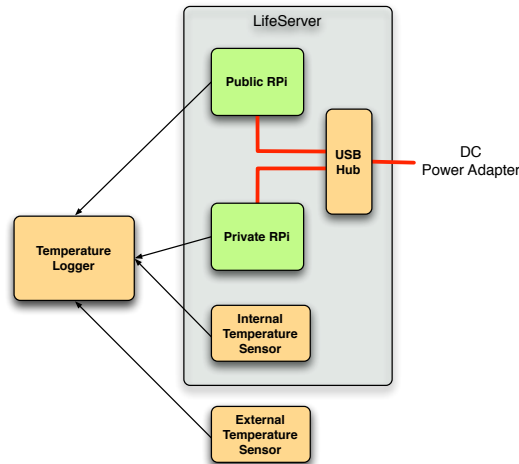 LifeServer
Public RPi
USB
Hub
DC
Power Adapter
Temperature
Logger
Private RPi
Internal
Temperature
Sensor
External
Temperature
Sensor